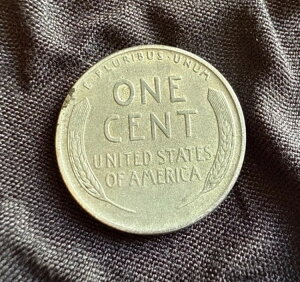 E·PLURIBUS·UNUM
ONE
CENT
UNITED STATES
OF AMERICA